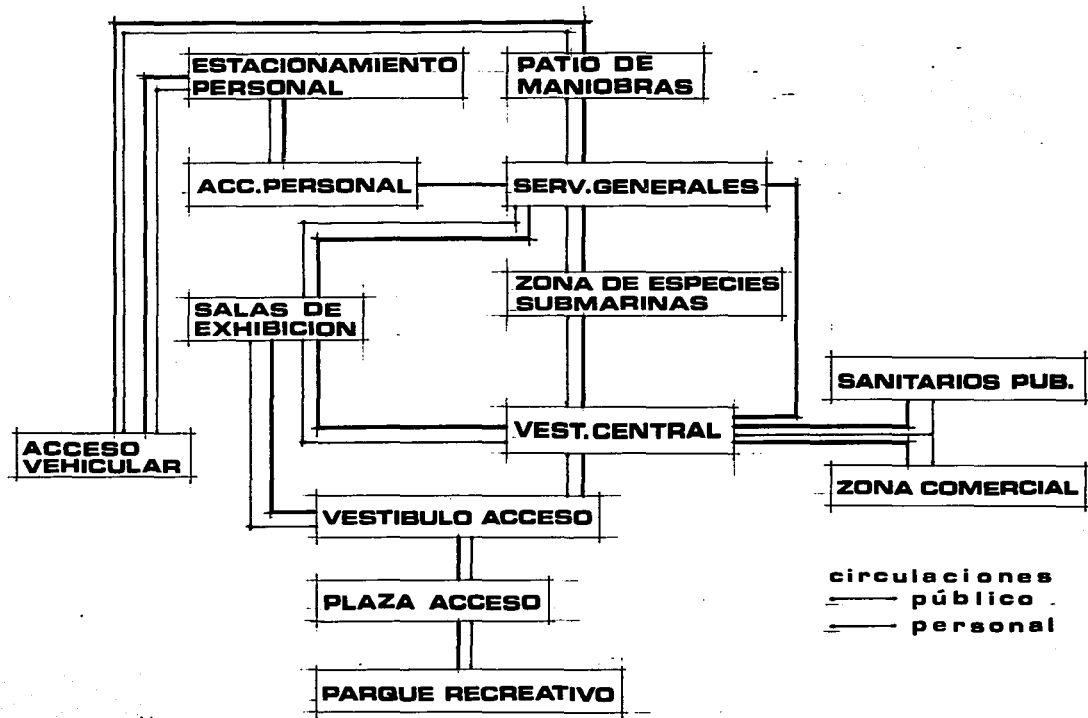 ESTACIONAMIENTO
PERSONAL
PATIO DE
MANIOBRAS
ACC.PERSONAL
SERV.GENERALES
SALAS DE
EXHIBICION
ZONA DE ESPECIES
SUBMARINAS
SANITARIOS PUB.
ACCESO
VEHICULAR
VEST.CENTRAL
ZONA COMERCIAL
VESTIBULO ACCESO
PLAZA ACCESO
PARQUE RECREATIVO
circulaciones
público
personal